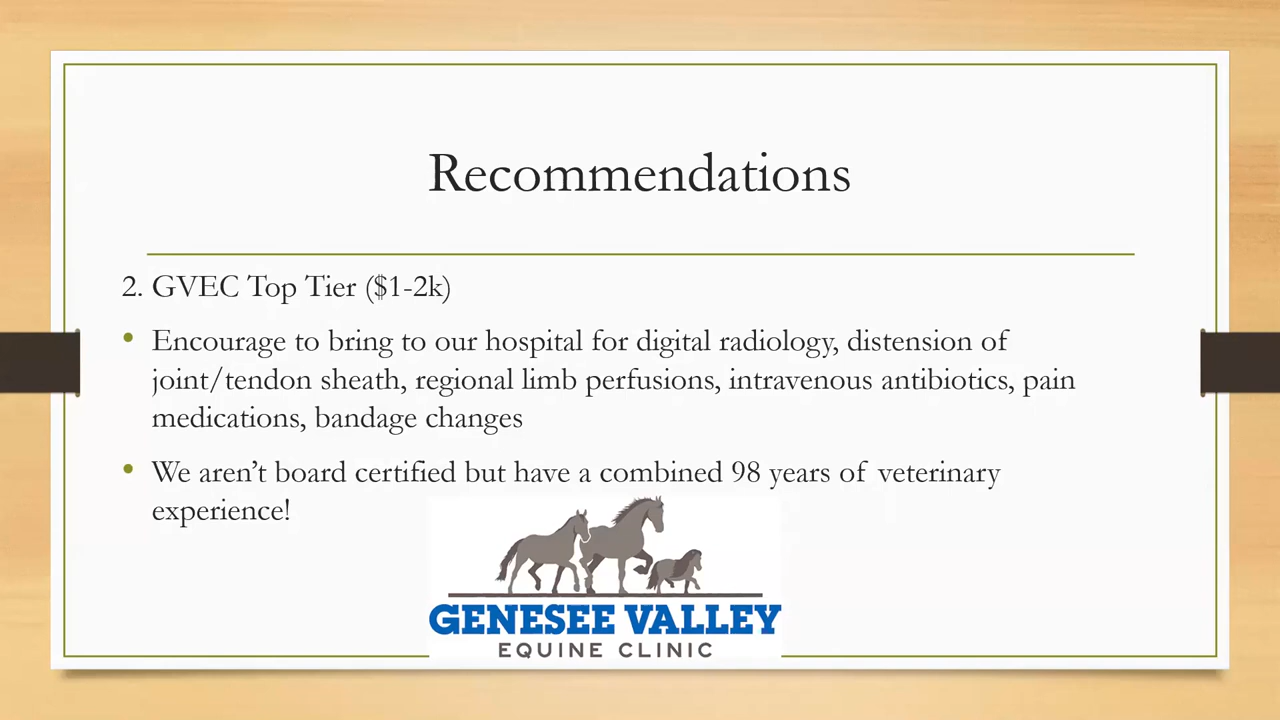 Recommendations
2. GVEC Top Tier ($1-2k)
• Encourage to bring to our hospital for digital radiology, distension of
joint/tendon sheath, regional limb perfusions, intravenous antibiotics, pain
medications, bandage changes
• We aren’t board certified but have a combined 98 years of veterinary
experience!
GENESEE VALLEY
EQUINE CLINIC